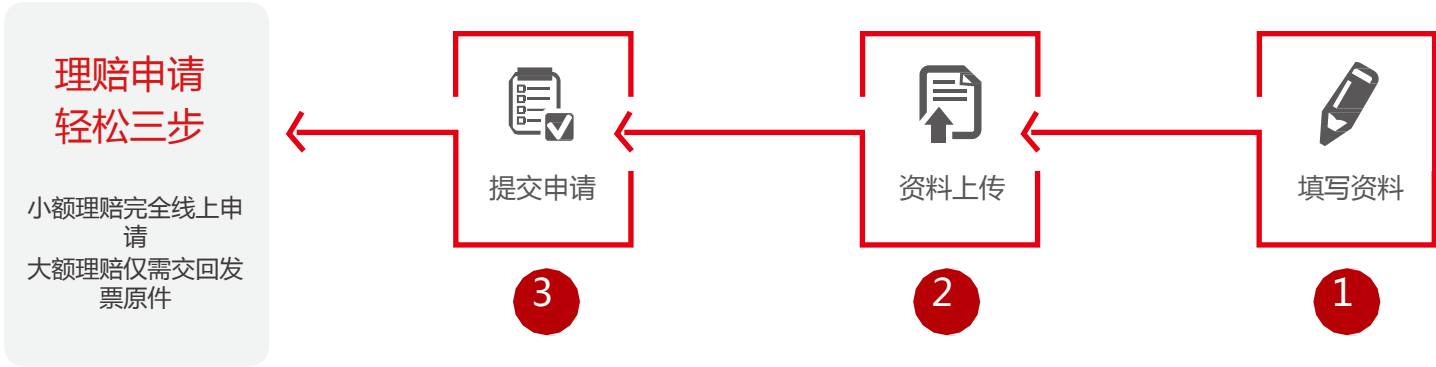 理赔申请
轻松三步
小额理赔完全线上申
请
大额理赔仅需交回发
票原件
提交申请
资料上传
填写资料
3
2
1